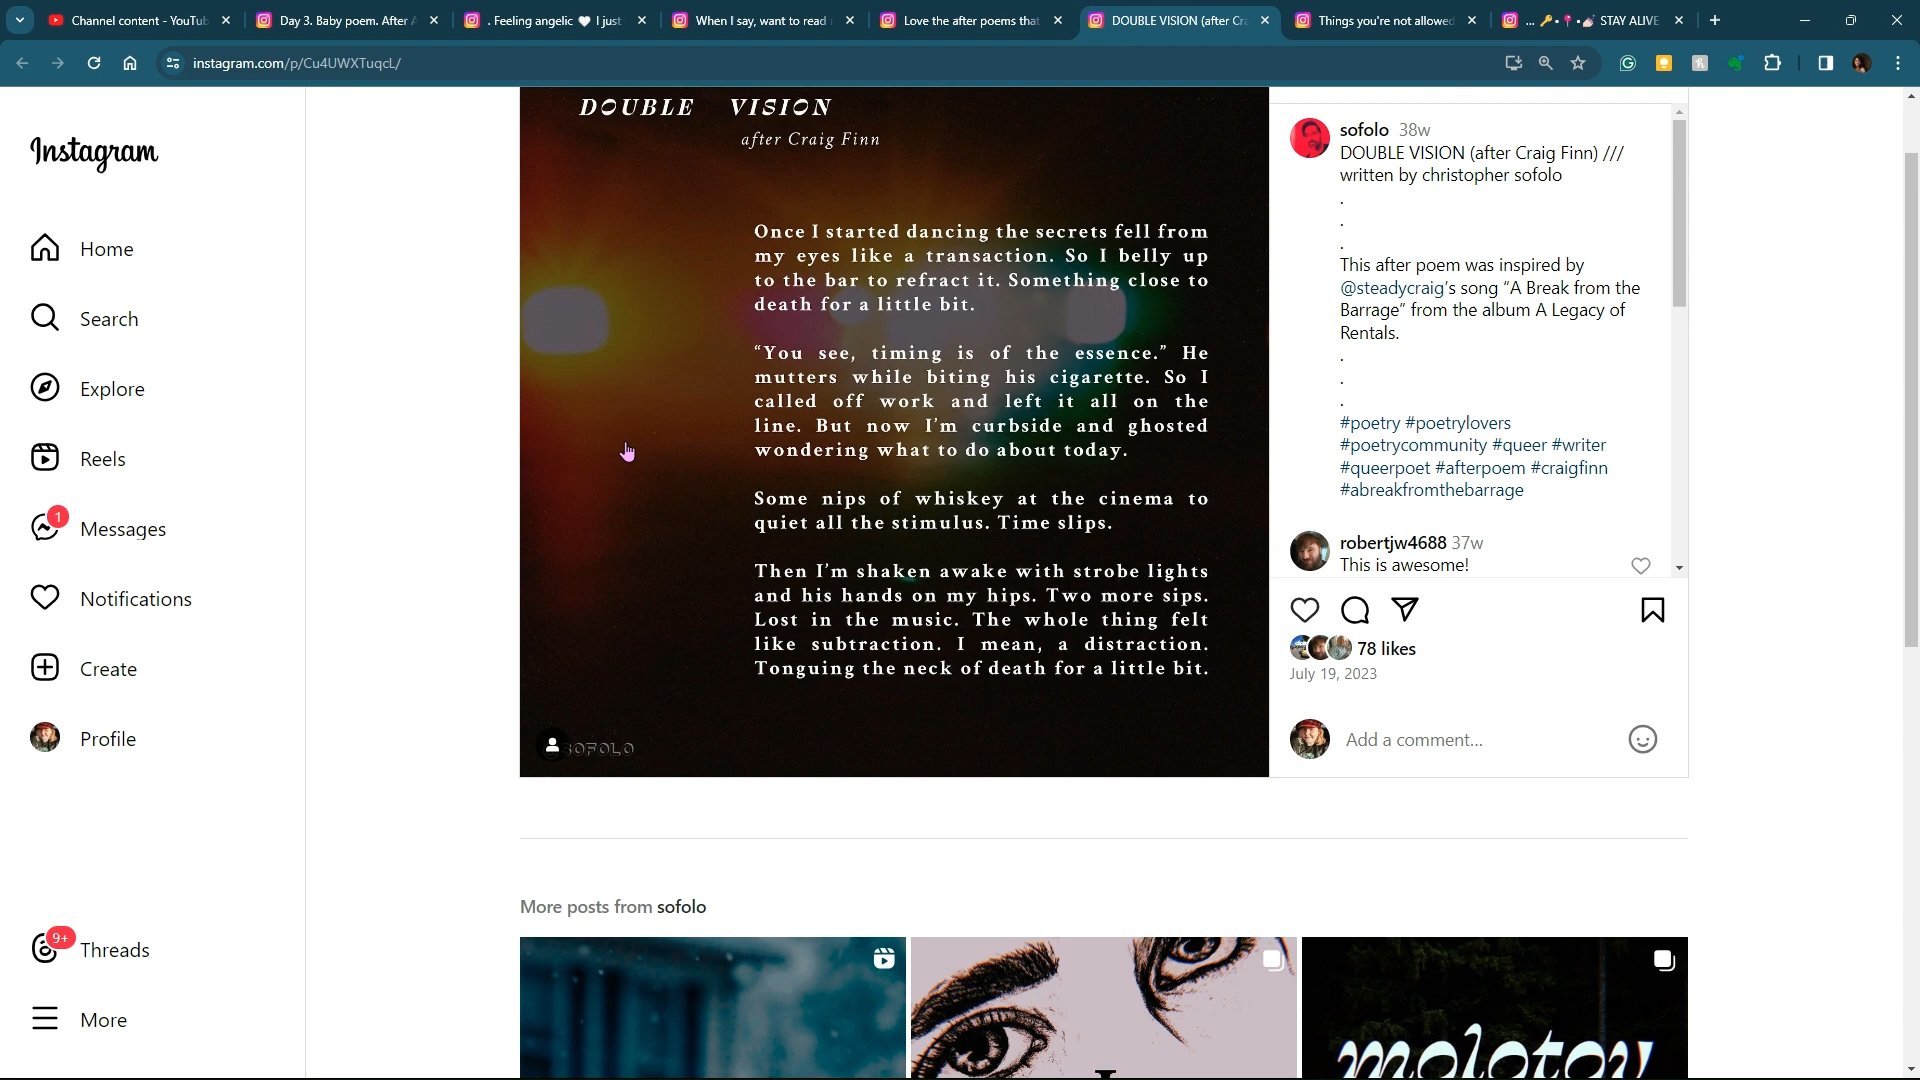 Channel content - YouTub
Day 3. Baby poem. After A
. Feeling angelic 🤍 I just
When I say, want to read
Love the after poems that
DOUBLE VISION (after Cra
Things you're not allowed
... 🔑•📍•💅🏻 STAY ALIVE
instagram.com/p/Cu4UWXTuqcL/
Instagram
Home
Search
Explore
Reels
1
Messages
Notifications
Create
Profile
9+
Threads
More
DOUBLE VISION
after Craig Finn
Once I started dancing the secrets fell from
my eyes like a transaction. So I belly up
to the bar to refract it. Something close to
death for a little bit.
“You see, timing is of the essence.” He
mutters while biting his cigarette. So I
called off work and left it all on the
line. But now I’m curbside and ghosted
wondering what to do about today.
Some nips of whiskey at the cinema to
quiet all the stimulus. Time slips.
Then I’m shaken awake with strobe lights
and his hands on my hips. Two more sips.
Lost in the music. The whole thing felt
like subtraction. I mean, a distraction.
Tonguing the neck of death for a little bit.
SOFOLO
sofolo 38w
DOUBLE VISION (after Craig Finn) ///
written by christopher sofolo
.
.
.
This after poem was inspired by
@steadycraig’s song “A Break from the
Barrage” from the album A Legacy of
Rentals.
.
.
.
#poetry #poetrylovers
#poetrycommunity #queer #writer
#queerpoet #afterpoem #craigfinn
#abreakfromthebarrage
robertjw4688 37w
This is awesome!
78 likes
July 19, 2023
Add a comment...
More posts from sofolo
molotov